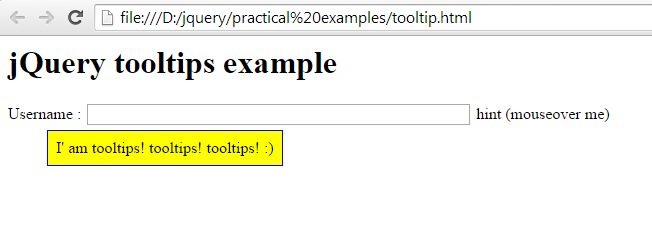 file:///D:/jquery/practical%20examples/tooltip.html
jQuery tooltips example
Username : hint (mouseover me)
I' am tooltips! tooltips! tooltips! :)